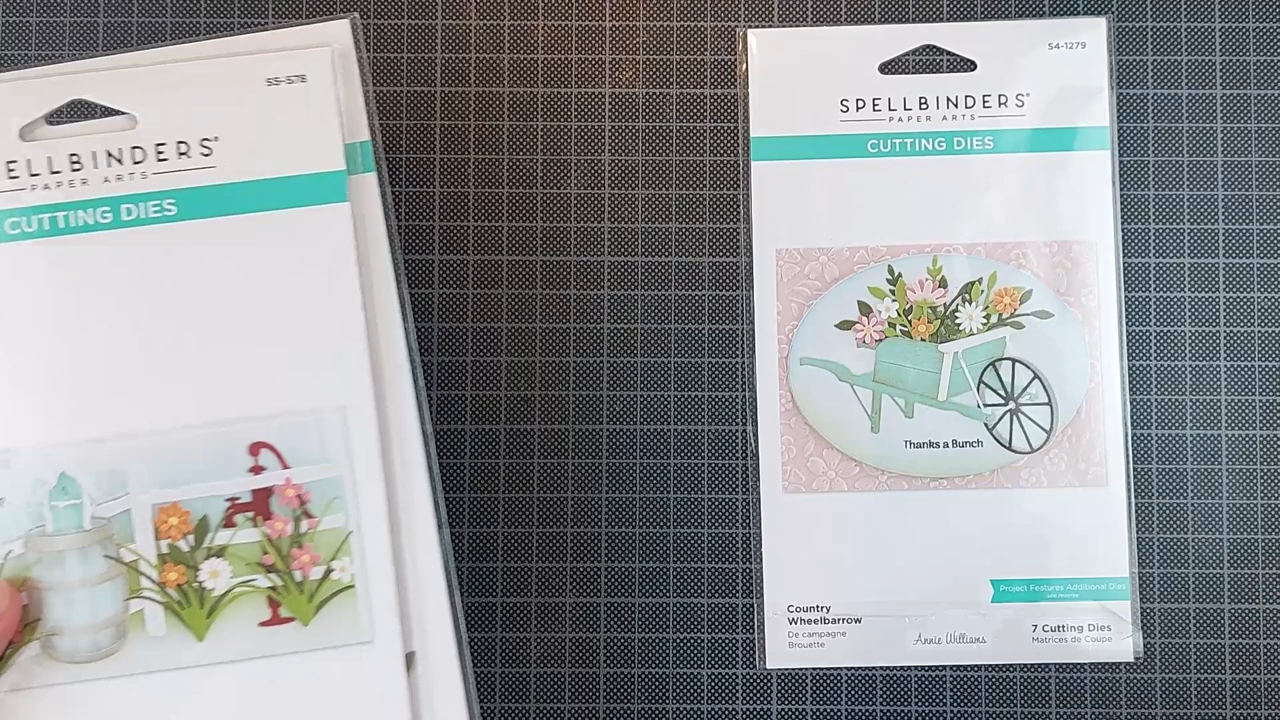 S5-578
PELLBINDERS®
PAPER ARTS
CUTTING DIES
S4-1279
SPELLBINDERS®
PAPER ARTS
CUTTING DIES
Thanks a Bunch
Project Features Additional Dies
Country
Wheelbarrow
De campagne
Brouette
Annie Williams
7 Cutting Dies
Matrices de Coupe